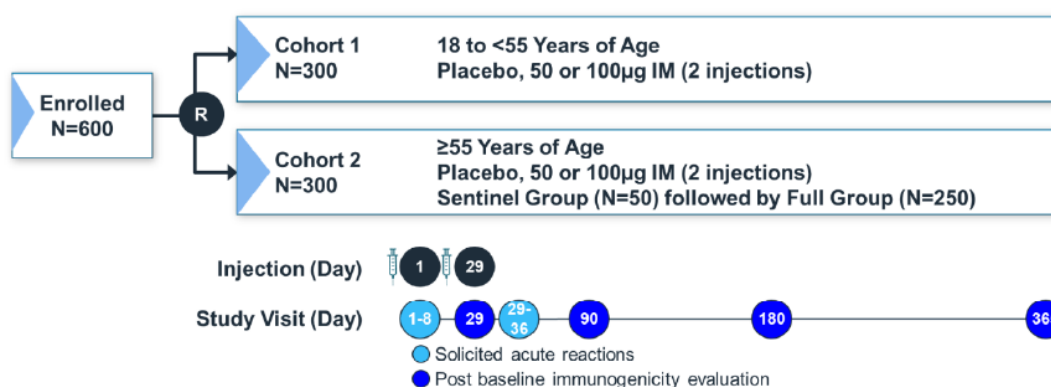 Enrolled
N=600
R
Cohort 1
N=300
18 to <55 Years of Age
Placebo, 50 or 100µg IM (2 injections)
Cohort 2
N=300
≥55 Years of Age
Placebo, 50 or 100µg IM (2 injections)
Sentinel Group (N=50) followed by Full Group (N=250)
Injection (Day)
1
29
Study Visit (Day)
1-8
29
29-
36
90
180
36
Solicited acute reactions
Post baseline immunogenicity evaluation